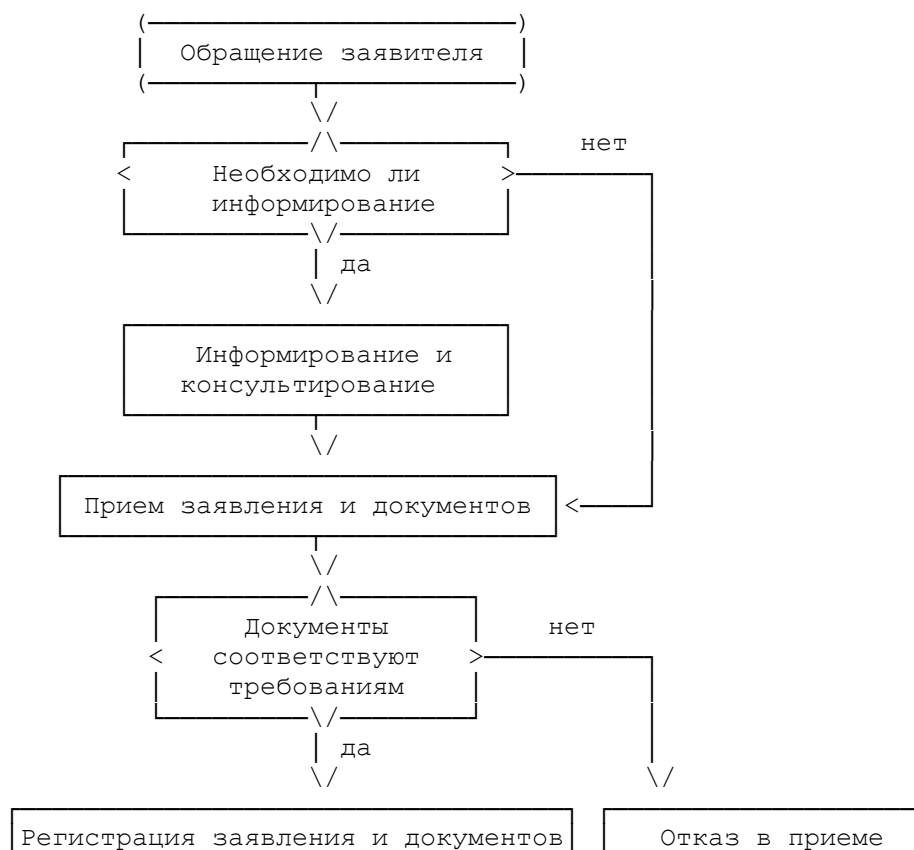 Обращение заявителя
нет
Необходимо ли
информирование
да
Информирование и
консультирование
Прием заявления и документов
Документы
нет
соответствуют
требованиям
да
Регистрация заявления и документов
Отказ в приеме